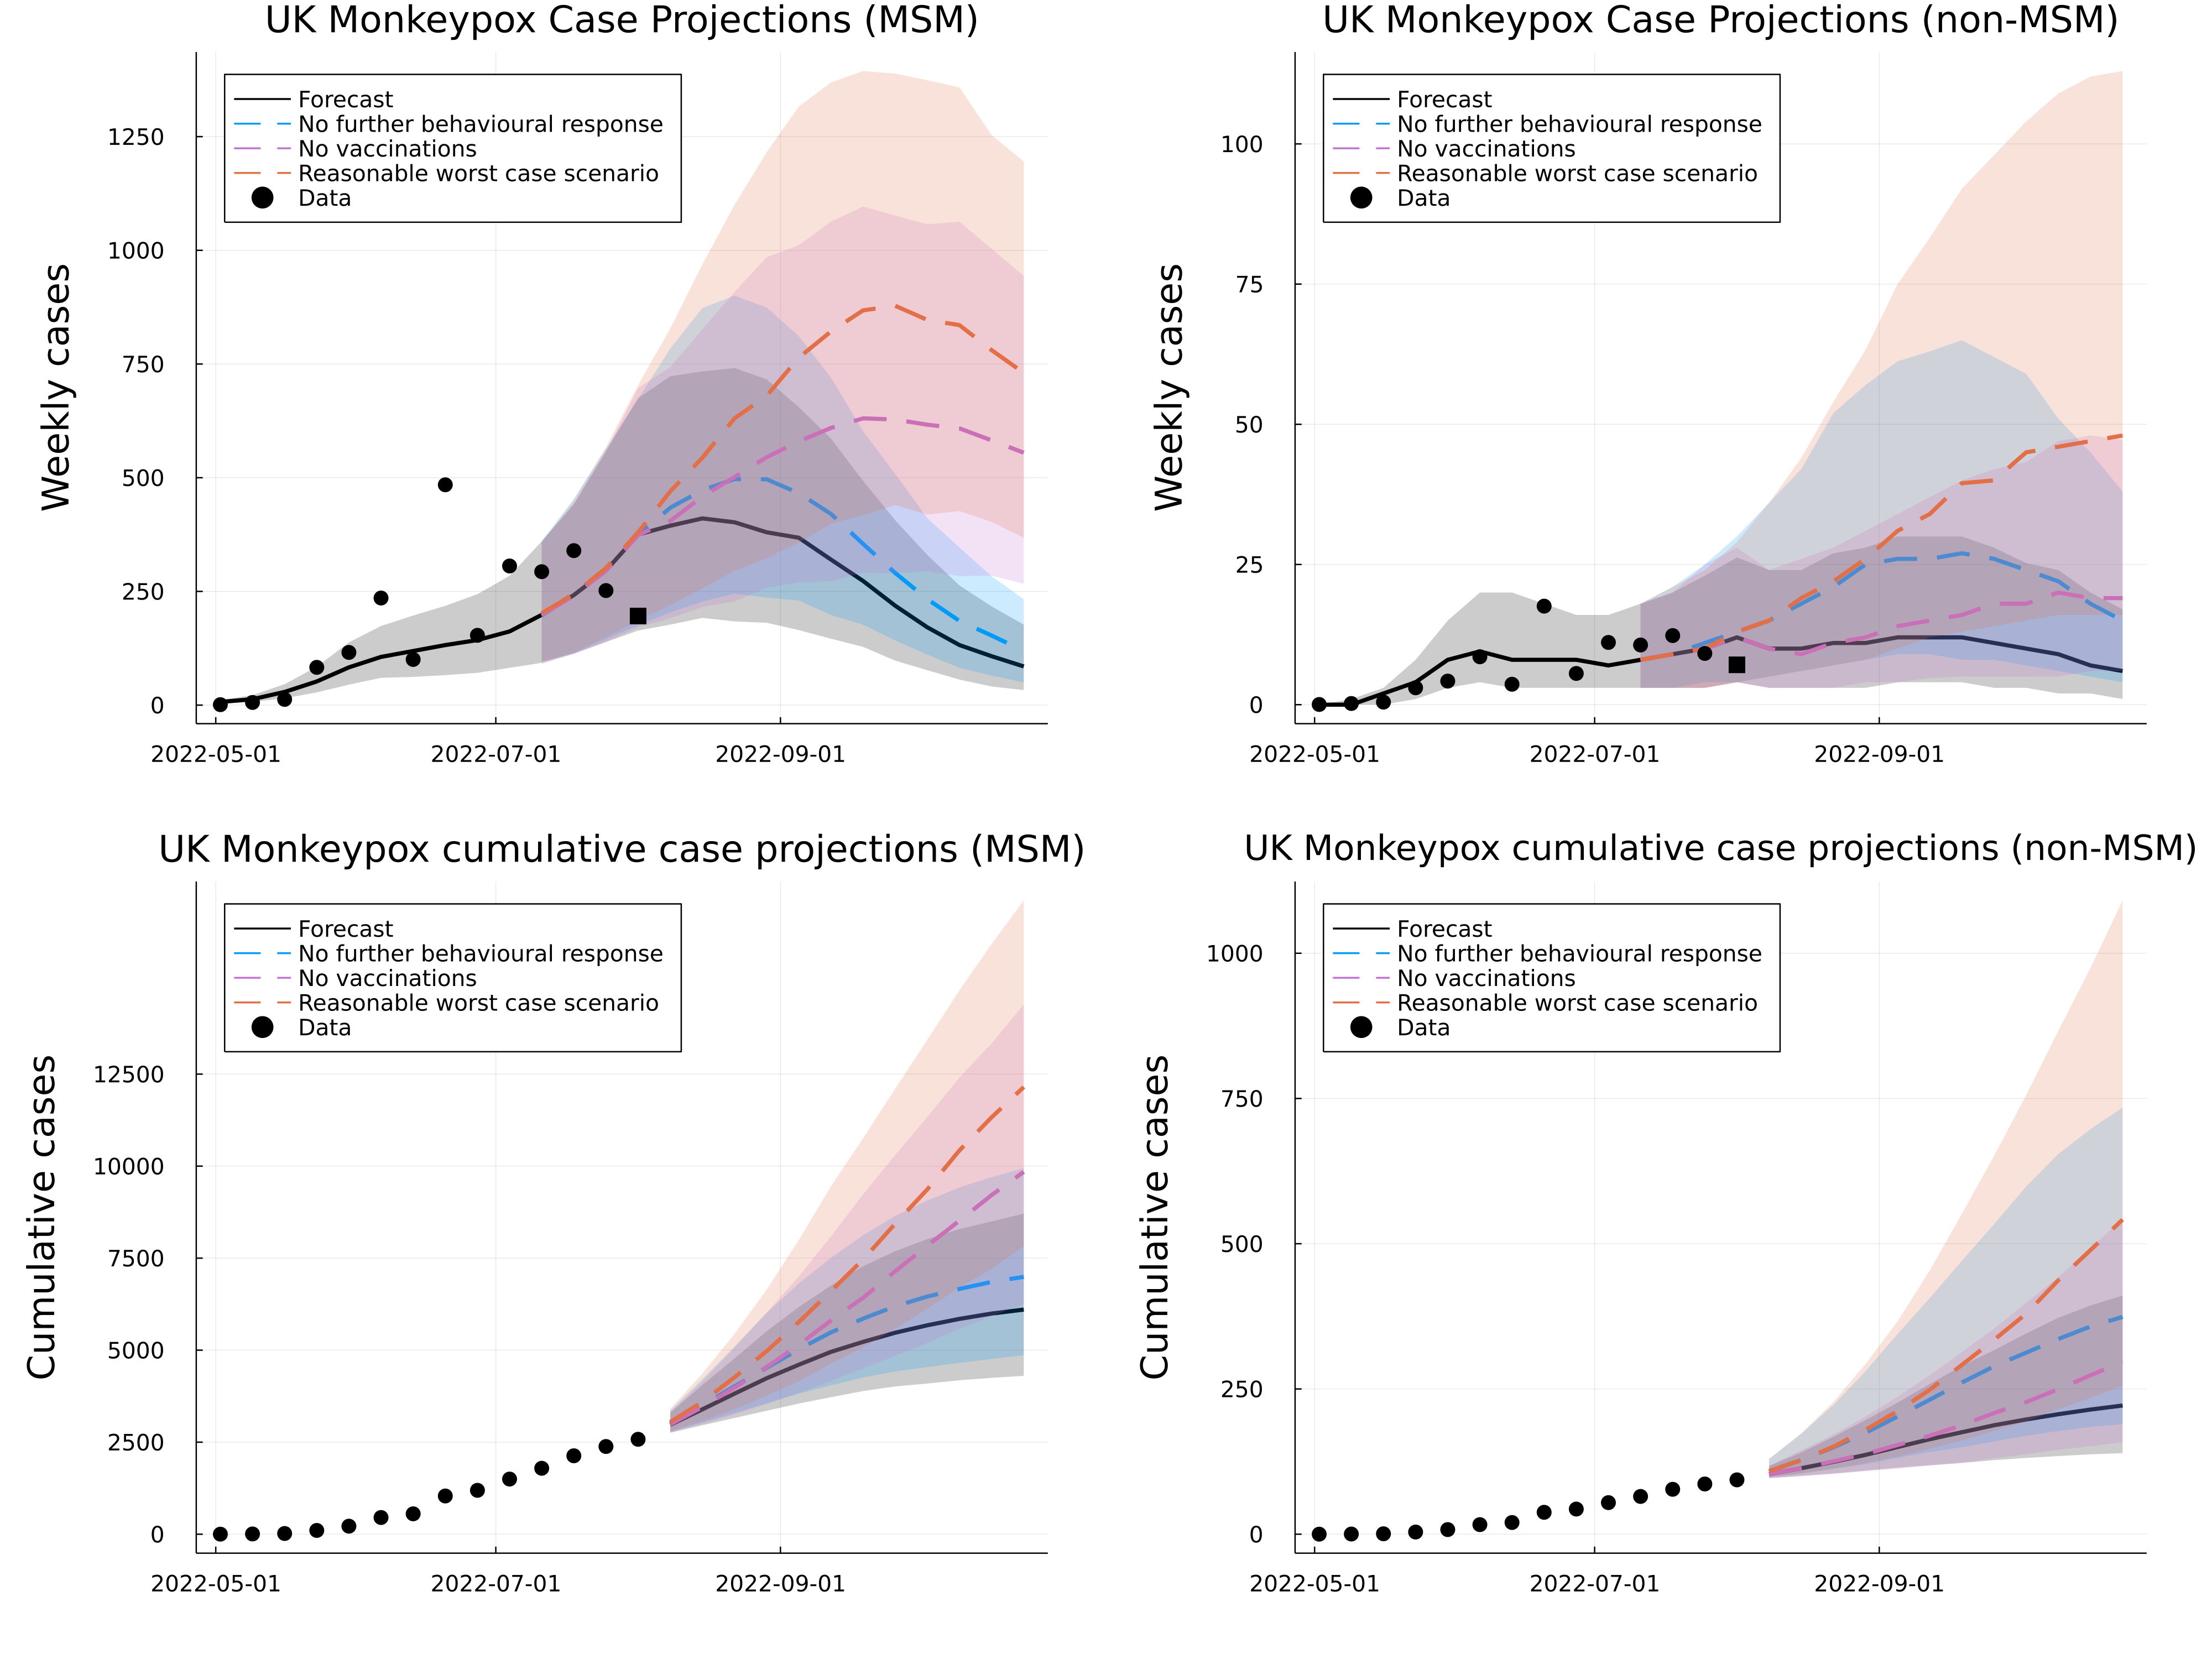 UK Monkeypox Case Projections (MSM)
Weekly cases
1250
1000
750
500
250
0
2022-05-01
2022-07-01
2022-09-01
Forecast
No further behavioural response
No vaccinations
Reasonable worst case scenario
Data
UK Monkeypox Case Projections (non-MSM)
Weekly cases
100
75
50
25
0
2022-05-01
2022-07-01
2022-09-01
Forecast
No further behavioural response
No vaccinations
Reasonable worst case scenario
Data
UK Monkeypox cumulative case projections (MSM)
Cumulative cases
12500
10000
7500
5000
2500
0
2022-05-01
2022-07-01
2022-09-01
Forecast
No further behavioural response
No vaccinations
Reasonable worst case scenario
Data
UK Monkeypox cumulative case projections (non-MSM)
Cumulative cases
1000
750
500
250
0
2022-05-01
2022-07-01
2022-09-01
Forecast
No further behavioural response
No vaccinations
Reasonable worst case scenario
Data